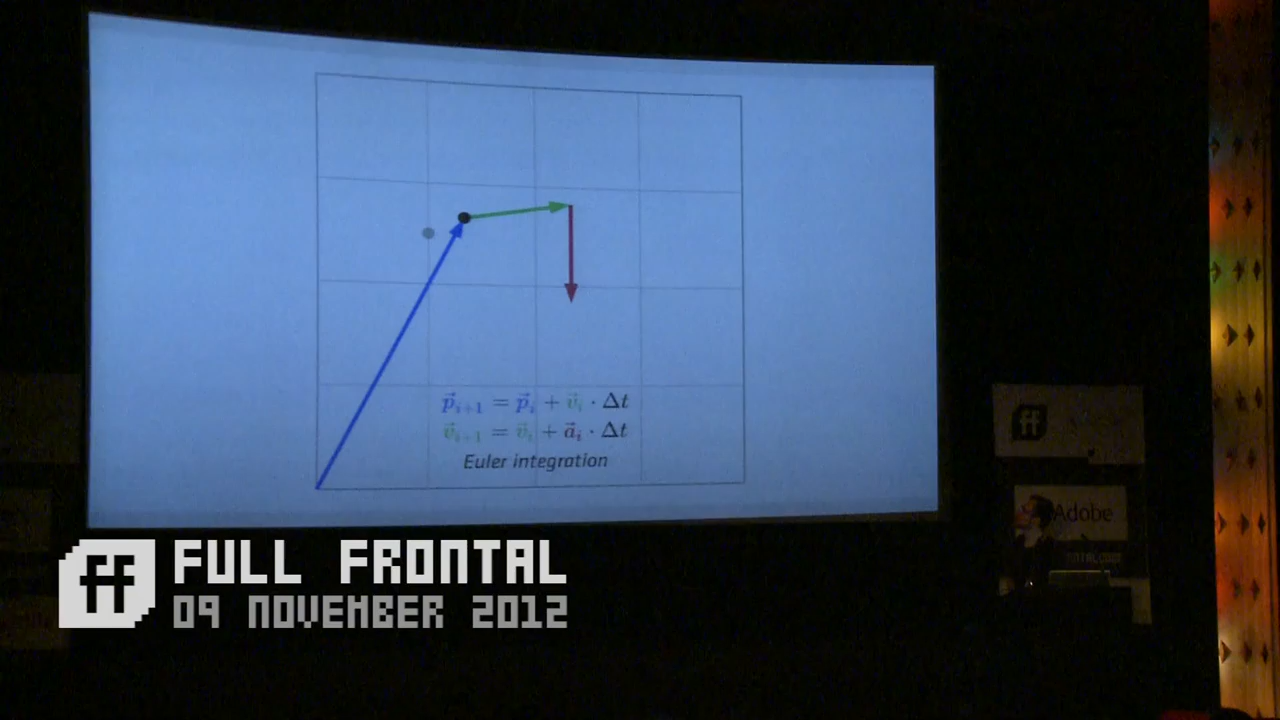 p⃗ᵢ₊₁ = p⃗ᵢ + v⃗ᵢ · Δt
v⃗ᵢ₊₁ = v⃗ᵢ + a⃗ᵢ · Δt
Euler integration
ff
Adobe
ff FULL FRONTAL
09 NOVEMBER 2012